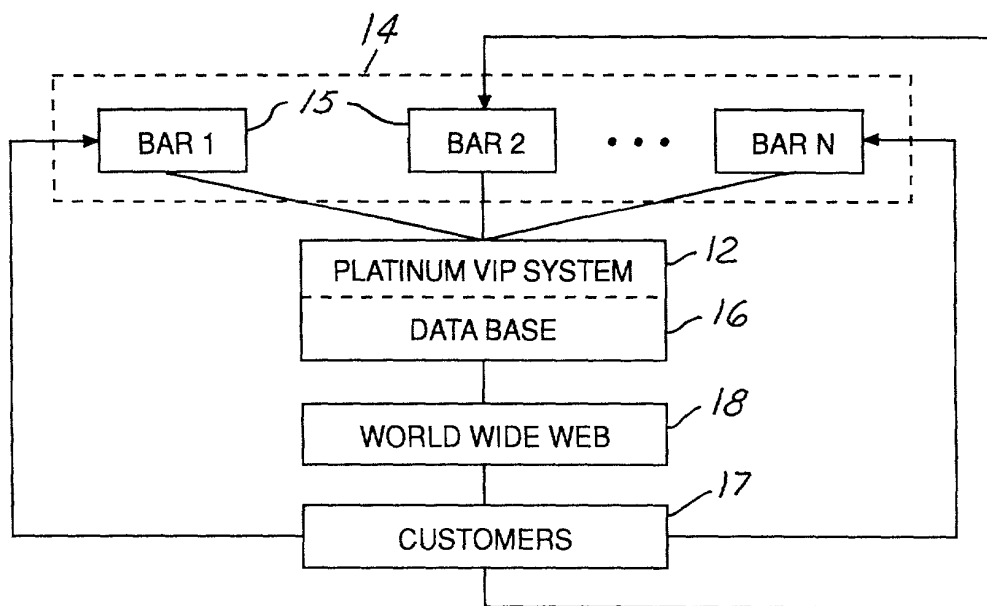 14
15
BAR 1
BAR 2
• • •
BAR N
PLATINUM VIP SYSTEM
12
DATA BASE
16
WORLD WIDE WEB
18
CUSTOMERS
17